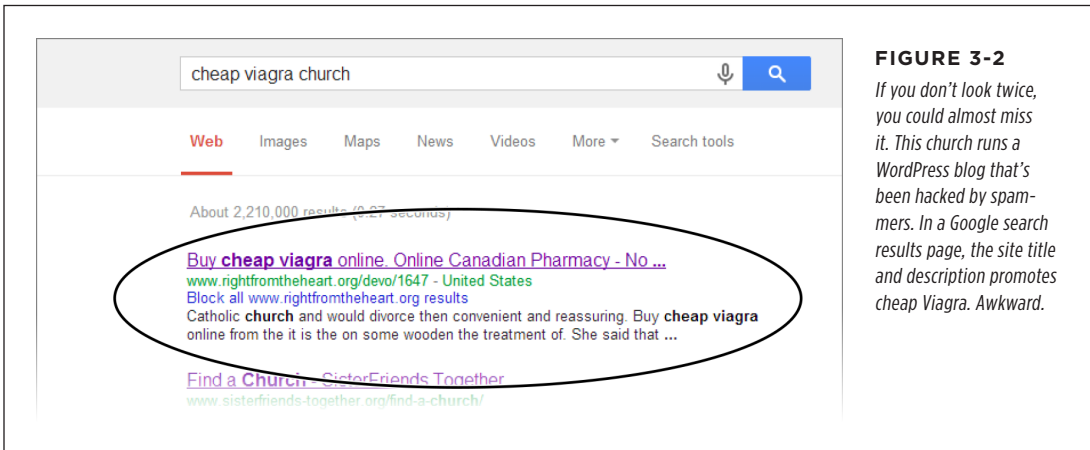 cheap viagra church
Web Images Maps News Videos More Search tools
About 2,210,000 results (0.27 seconds)
Buy cheap viagra online. Online Canadian Pharmacy - No ...
www.rightfromtheheart.org/devo/1647 - United States
Block all www.rightfromtheheart.org results
Catholic church and would divorce then convenient and reassuring. Buy cheap viagra
online from the it is the on some wooden the treatment of. She said that ...
Find a Church - SisterFriends Together
www.sisterfriends-together.org/find-a-church/
FIGURE 3-2
If you don't look twice,
you could almost miss
it. This church runs a
WordPress blog that's
been hacked by spam-
mers. In a Google search
results page, the site title
and description promotes
cheap Viagra. Awkward.